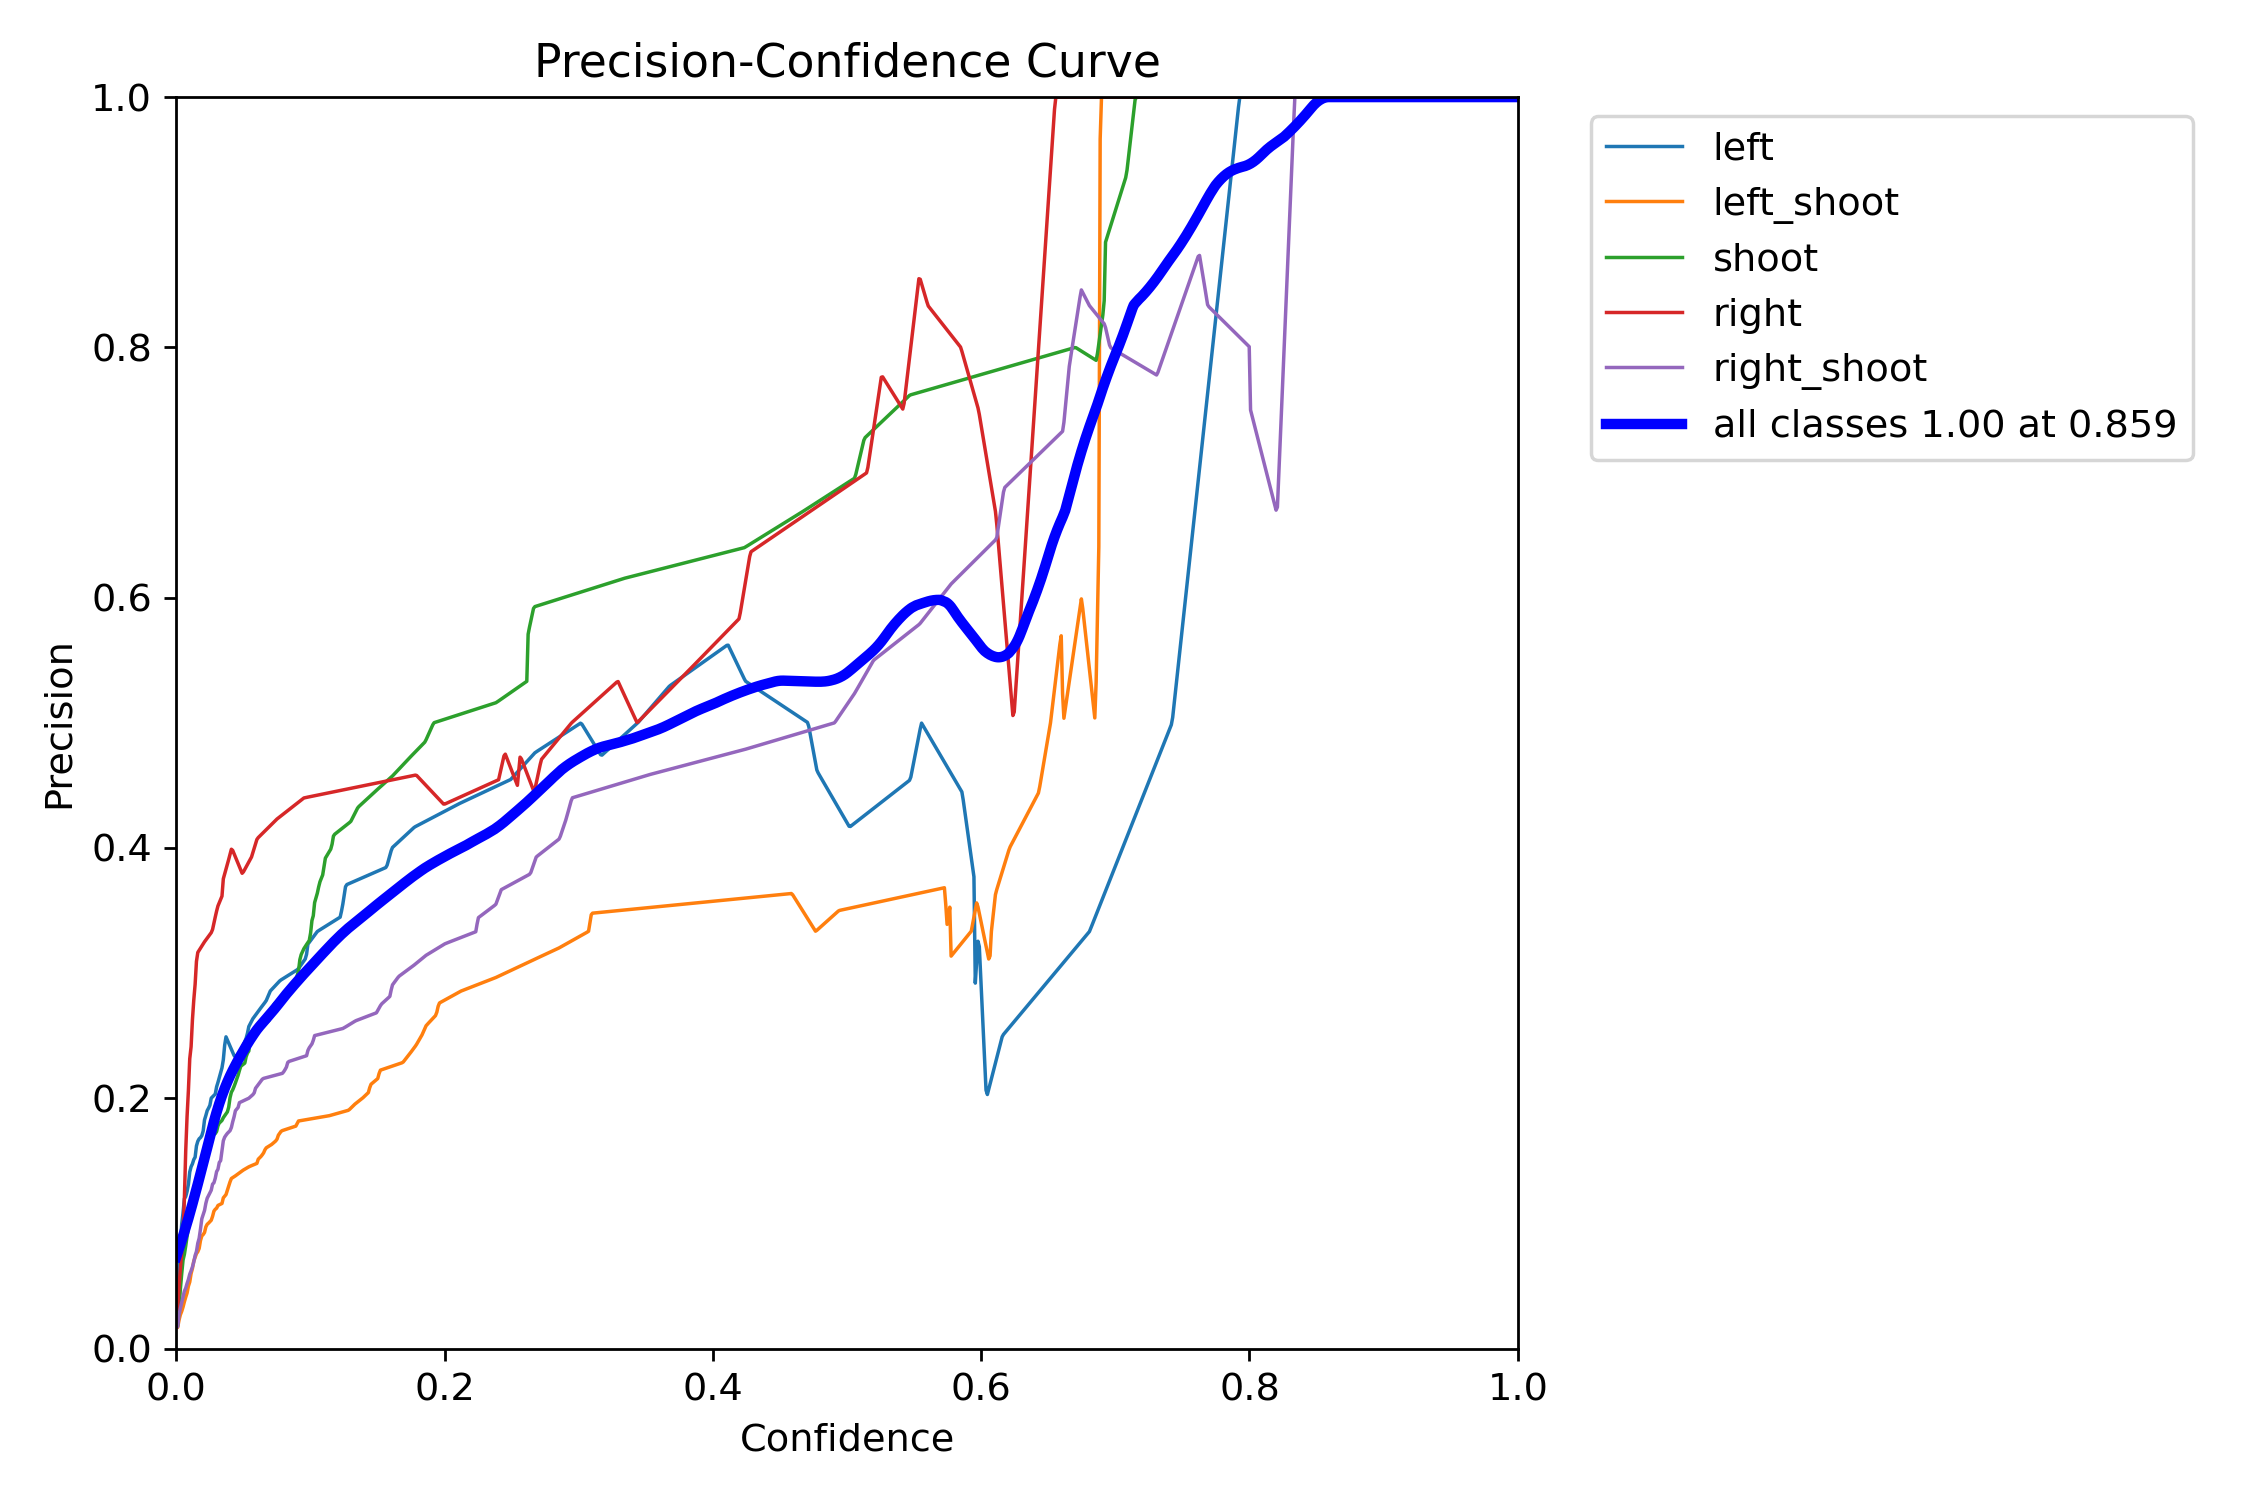 Precision-Confidence Curve
1.0
0.8
0.6
0.4
0.2
0.0
Precision
0.0 0.2 0.4 0.6 0.8 1.0
Confidence
left
left_shoot
shoot
right
right_shoot
all classes 1.00 at 0.859